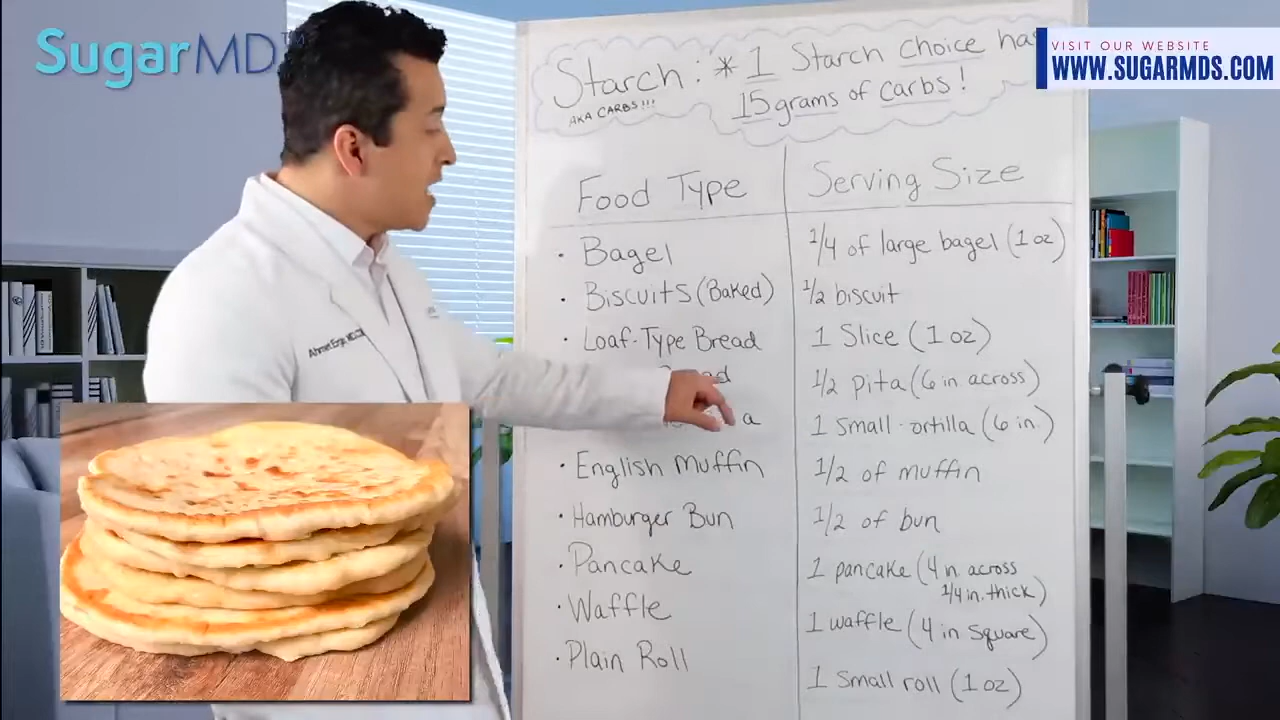 SugarMD™
VISIT OUR WEBSITE
WWW.SUGARMDS.COM
Starch: * 1 Starch Choice has
AKA CARBS!!!
15 grams of carbs!
Food Type
Serving Size
· Bagel
1/4 of large bagel (1 oz)
· Biscuits (Baked)
1/2 biscuit
· Loaf-Type Bread
1 Slice (1 oz)
1/2 pita (6 in across)
1 Small (6 in.)
· English Muffin
1/2 of muffin
· Hamburger Bun
1/2 of bun
· Pancake
1 pancake (4 in across
1/4 in. thick)
· Waffle
1 waffle (4 in square)
· Plain Roll
1 Small roll (1 oz)